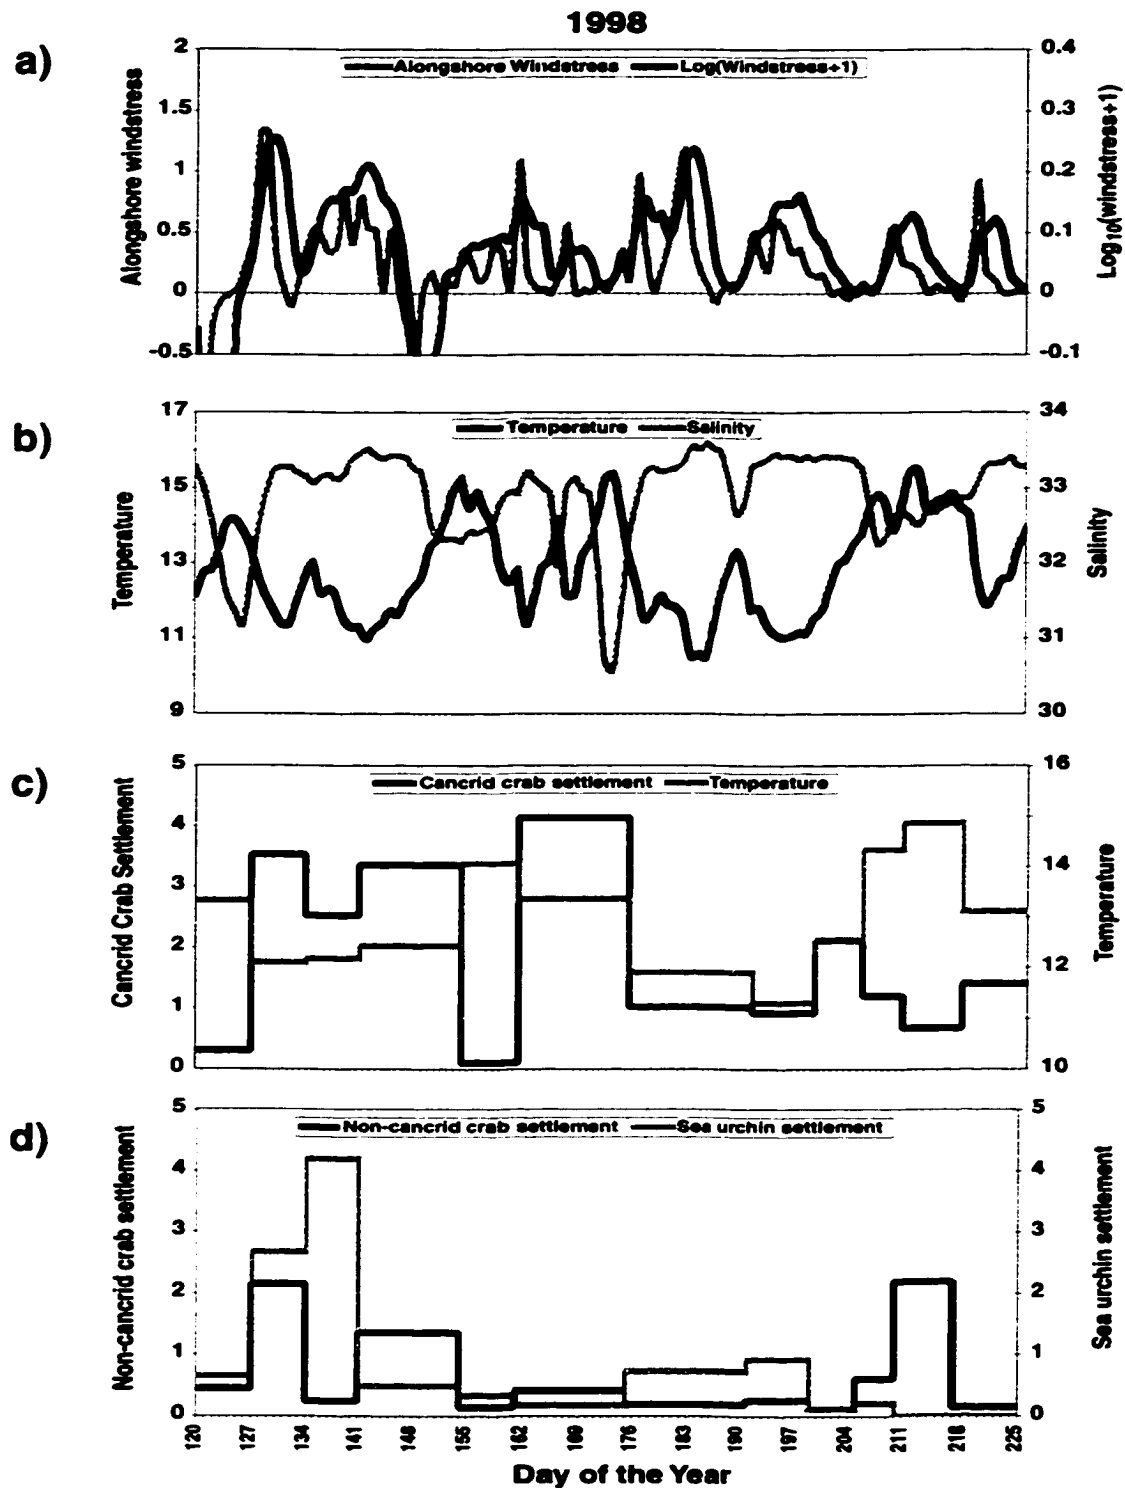 1998
a)
Alongshore Windstress Log(Windstress+1)
2
1.5
1
0.5
0
-0.5
Alongshore windstress
0.4
0.3
0.2
0.1
0
-0.1
Log10(windstress+1)
b)
Temperature Salinity
17
15
13
11
9
Temperature
34
33
32
31
30
Salinity
c)
Cancrid crab settlement Temperature
5
4
3
2
1
0
Cancrid Crab Settlement
16
14
12
10
Temperature
d)
Non-cancrid crab settlement Sea urchin settlement
5
4
3
2
1
0
Non-cancrid crab settlement
5
4
3
2
1
0
Sea urchin settlement
120 127 134 141 148 155 162 169 176 183 190 197 204 211 218 225
Day of the Year